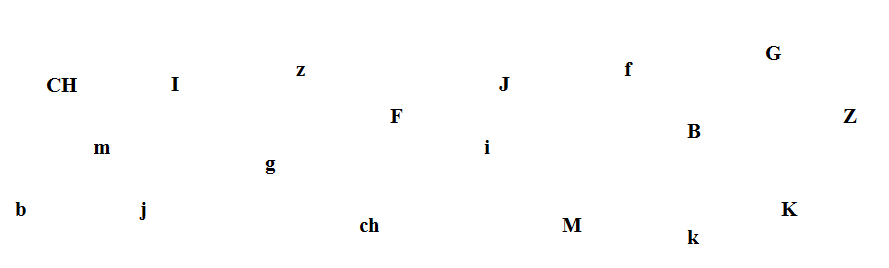 G
z f
CH I J
F Z
B
m i
g
b j K
ch M
k